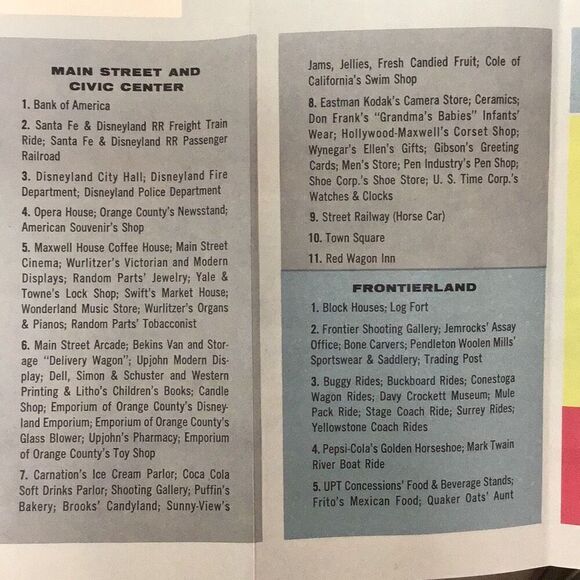 MAIN STREET AND
CIVIC CENTER
1. Bank of America
2. Santa Fe & Disneyland RR Freight Train
Ride; Santa Fe & Disneyland RR Passenger
Railroad
3. Disneyland City Hall; Disneyland Fire
Department; Disneyland Police Department
4. Opera House; Orange County's Newsstand;
American Souvenir's Shop
5. Maxwell House Coffee House; Main Street
Cinema; Wurlitzer's Victorian and Modern
Displays; Random Parts' Jewelry; Yale &
Towne's Lock Shop; Swift's Market House;
Wonderland Music Store; Wurlitzer's Organs
& Pianos; Random Parts' Tobacconist
6. Main Street Arcade; Bekins Van and Stor-
age "Delivery Wagon"; Upjohn Modern Dis-
play; Dell, Simon & Schuster and Western
Printing & Litho's Children's Books; Candle
Shop; Emporium of Orange County's Disney-
land Emporium; Emporium of Orange County's
Glass Blower; Upjohn's Pharmacy; Emporium
of Orange County's Toy Shop
7. Carnation's Ice Cream Parlor; Coca Cola
Soft Drinks Parlor; Shooting Gallery; Puffin's
Bakery; Brooks' Candyland; Sunny-View's
Jams, Jellies, Fresh Candied Fruit; Cole of
California's Swim Shop
8. Eastman Kodak's Camera Store; Ceramics;
Don Frank's "Grandma's Babies" Infants'
Wear; Hollywood-Maxwell's Corset Shop;
Wynegar's Ellen's Gifts; Gibson's Greeting
Cards; Men's Store; Pen Industry's Pen Shop;
Shoe Corp.'s Shoe Store; U. S. Time Corp.'s
Watches & Clocks
9. Street Railway (Horse Car)
10. Town Square
11. Red Wagon Inn
FRONTIERLAND
1. Block Houses; Log Fort
2. Frontier Shooting Gallery; Jemrocks' Assay
Office; Bone Carvers; Pendleton Woolen Mills'
Sportswear & Saddlery; Trading Post
3. Buggy Rides; Buckboard Rides; Conestoga
Wagon Rides; Davy Crockett Museum; Mule
Pack Ride; Stage Coach Ride; Surrey Rides;
Yellowstone Coach Rides
4. Pepsi-Cola's Golden Horseshoe; Mark Twain
River Boat Ride
5. UPT Concessions' Food & Beverage Stands;
Frito's Mexican Food; Quaker Oats' Aunt